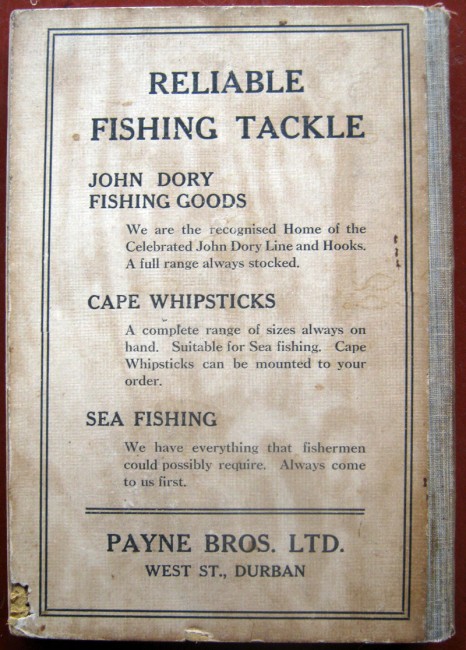 RELIABLE
FISHING TACKLE
JOHN DORY
FISHING GOODS
We are the recognised Home of the
Celebrated John Dory Line and Hooks.
A full range always stocked.
CAPE WHIPSTICKS
A complete range of sizes always on
hand. Suitable for Sea fishing. Cape
Whipsticks can be mounted to your
order.
SEA FISHING
We have everything that fishermen
could possibly require. Always come
to us first.
PAYNE BROS. LTD.
WEST ST., DURBAN